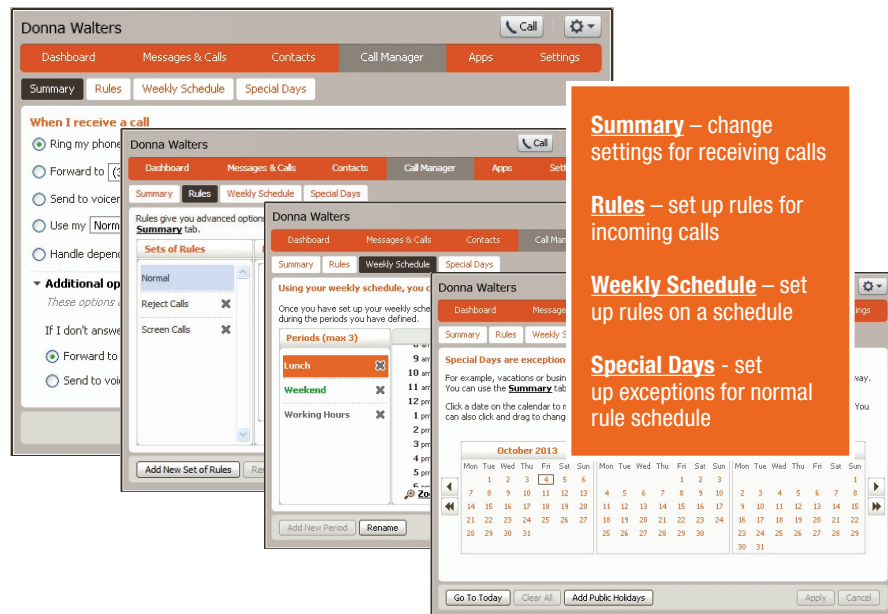 Donna Walters
Call
Dashboard Messages & Calls Contacts Call Manager Apps Settings
Summary Rules Weekly Schedule Special Days
When I receive a call
Ring my phone
Forward to (3
Send to
Use my Norm
Handle
Additional
These options
If I don't
Forward to
Send to
Donna Walters
Call
Dashboard Messages & Calls Contacts Call Manager Apps
Summary Rules Weekly Schedule Special Days
Rules give you advanced
Summary tab.
Sets of Rules
Normal
Reject Calls
Screen Calls
Add New Set of Rules
Donna Walters
Dashboard Messages & Calls Contacts Call
Summary Rules Weekly Schedule Special Days
Using your weekly schedule, you
Once you have set up your weekly
during the periods you have defined.
Periods (max 3)
Lunch
Weekend
Working Hours
9 am
10 am
11 am
12 pm
1 pm
2 pm
3 pm
4 pm
5 pm
Add New Period Rename
Donna Walters
Dashboard
Summary Rules Weekly
Special Days are
For example, vacations or
You can use the Summary tab
Click a date on the calendar to
can also click and drag to
way.
You
October 2013
Mon Tue Wed Thu Fri Sat Sun Mon Tue Wed Thu Fri Sat Sun Mon Tue Wed Thu Fri Sat Sun
1 2 3 4 5 6 1 2 3 1
7 8 9 10 11 12 13 4 5 6 7 8 9 10 2 3 4 5 6 7 8
14 15 16 17 18 19 20 11 12 13 14 15 16 17 9 10 11 12 13 14 15
21 22 23 24 25 26 27 18 19 20 21 22 23 24 16 17 18 19 20 21 22
28 29 30 31 25 26 27 28 29 30 23 24 25 26 27 28 29
30 31
Go To Today Clear All Add Public Holidays Apply Cancel
Summary – change
settings for receiving calls
Rules – set up rules for
incoming calls
Weekly Schedule – set
up rules on a schedule
Special Days - set
up exceptions for normal
rule schedule